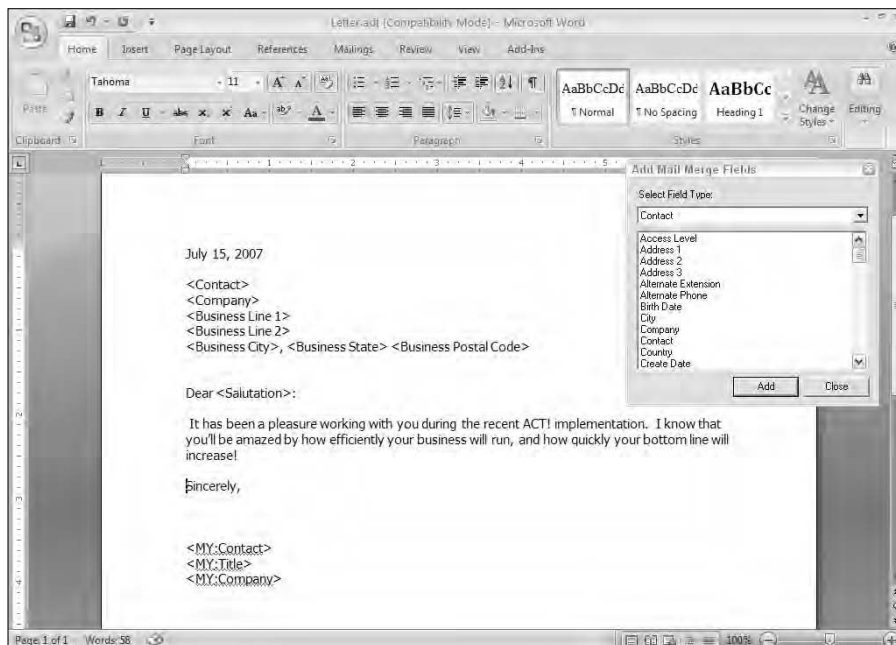 Letter.adt [Compatibility Mode] - Microsoft Word
Home Insert Page Layout References Mailings Review View Add-Ins
Tahoma 11
AaBbCcDd AaBbCcDd AaBbCc
¶ Normal ¶ No Spacing Heading 1
Change Styles
Editing
Paste
Clipboard Font Paragraph Styles
Add Mail Merge Fields
Select Field Type:
Contact
Access Level
Address 1
Address 2
Address 3
Alternate Extension
Alternate Phone
Birth Date
City
Company
Contact
Country
Create Date
Add Close
July 15, 2007
<Contact>
<Company>
<Business Line 1>
<Business Line 2>
<Business City>, <Business State> <Business Postal Code>
Dear <Salutation>:
It has been a pleasure working with you during the recent ACT! implementation. I know that
you'll be amazed by how efficiently your business will run, and how quickly your bottom line will
increase!
Sincerely,
<MY:Contact>
<MY:Title>
<MY:Company>
Page: 1 of 1 Words: 58 100%